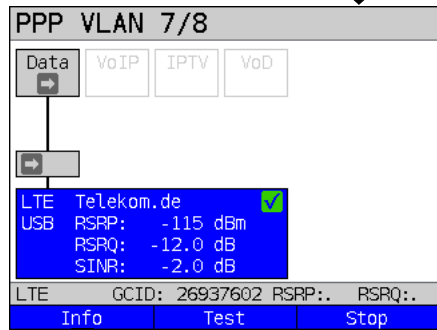 PPP VLAN 7/8
Data VoIP IPTV VoD
LTE Telekom.de
USB RSRP: -115 dBm
RSRQ: -12.0 dB
SINR: -2.0 dB
LTE GCID: 26937602 RSRP:. RSRQ:.
Info Test Stop